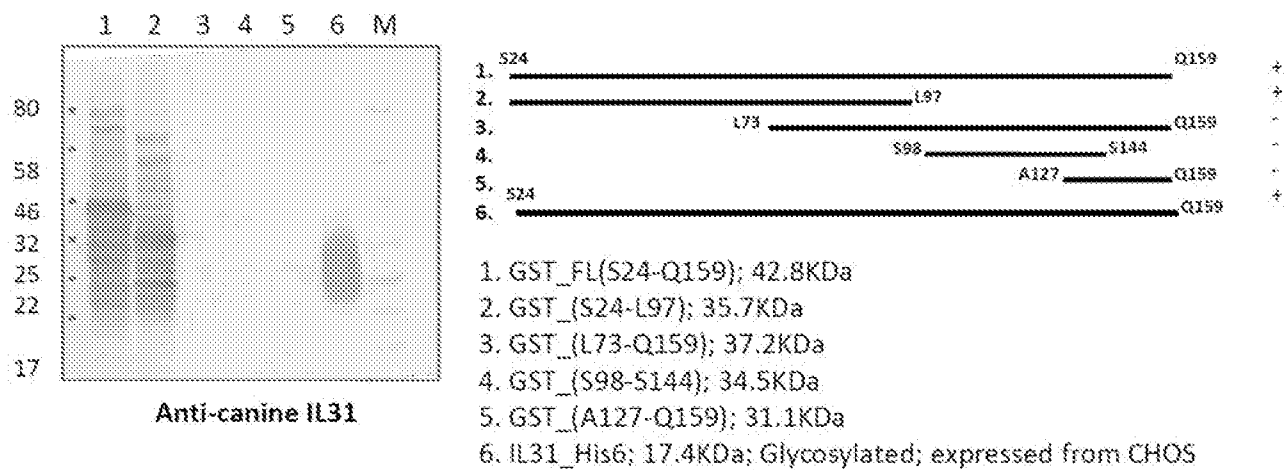 1 2 3 4 5 6 M
80
58
46
32
25
22
17
Anti-canine IL31
1. S24 Q159 +
2. L97 +
3. L73 Q159 -
4. S98 S144 -
5. A127 Q159 -
6. S24 Q159 +
1. GST_FL(S24-Q159); 42.8KDa
2. GST_(S24-L97); 35.7KDa
3. GST_(L73-Q159); 37.2KDa
4. GST_(S98-S144); 34.5KDa
5. GST_(A127-Q159); 31.1KDa
6. IL31_His6; 17.4KDa; Glycosylated; expressed from CHOS